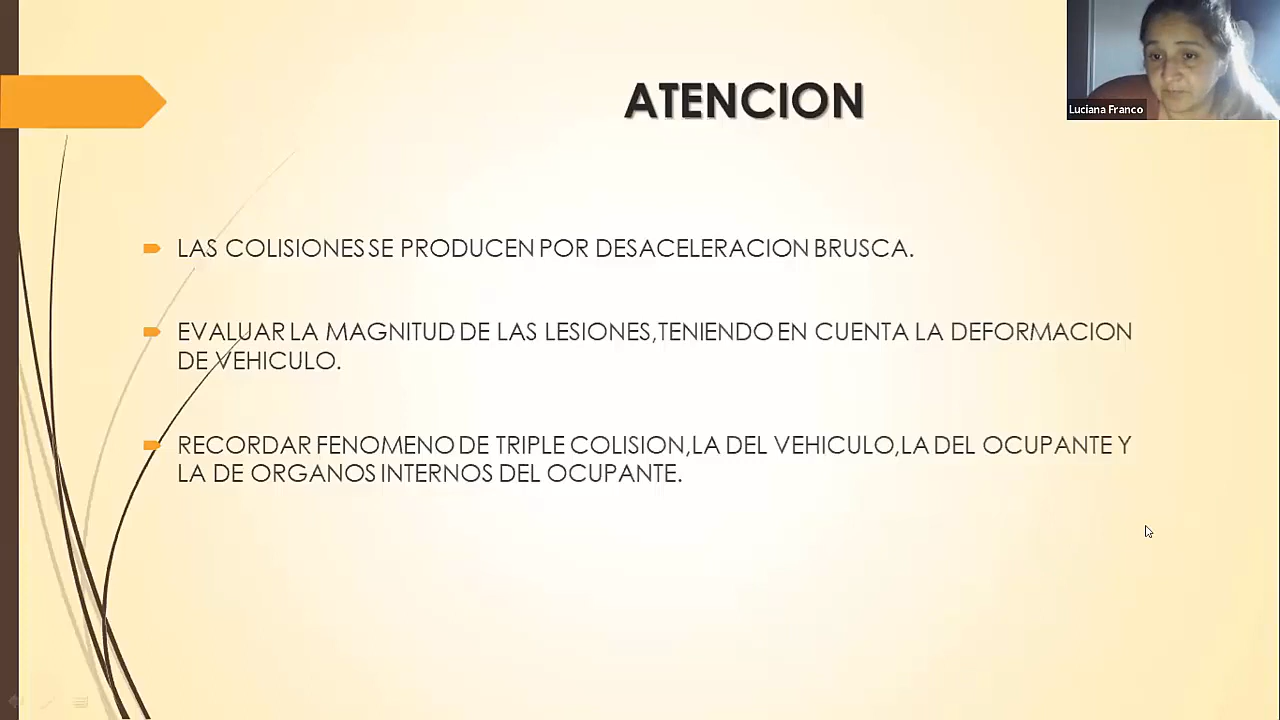 ATENCION
Luciana Franco
LAS COLISIONES SE PRODUCEN POR DESACELERACION BRUSCA.
EVALUAR LA MAGNITUD DE LAS LESIONES,TENIENDO EN CUENTA LA DEFORMACION
DE VEHICULO.
RECORDAR FENOMENO DE TRIPLE COLISION,LA DEL VEHICULO,LA DEL OCUPANTE Y
LA DE ORGANOS INTERNOS DEL OCUPANTE.